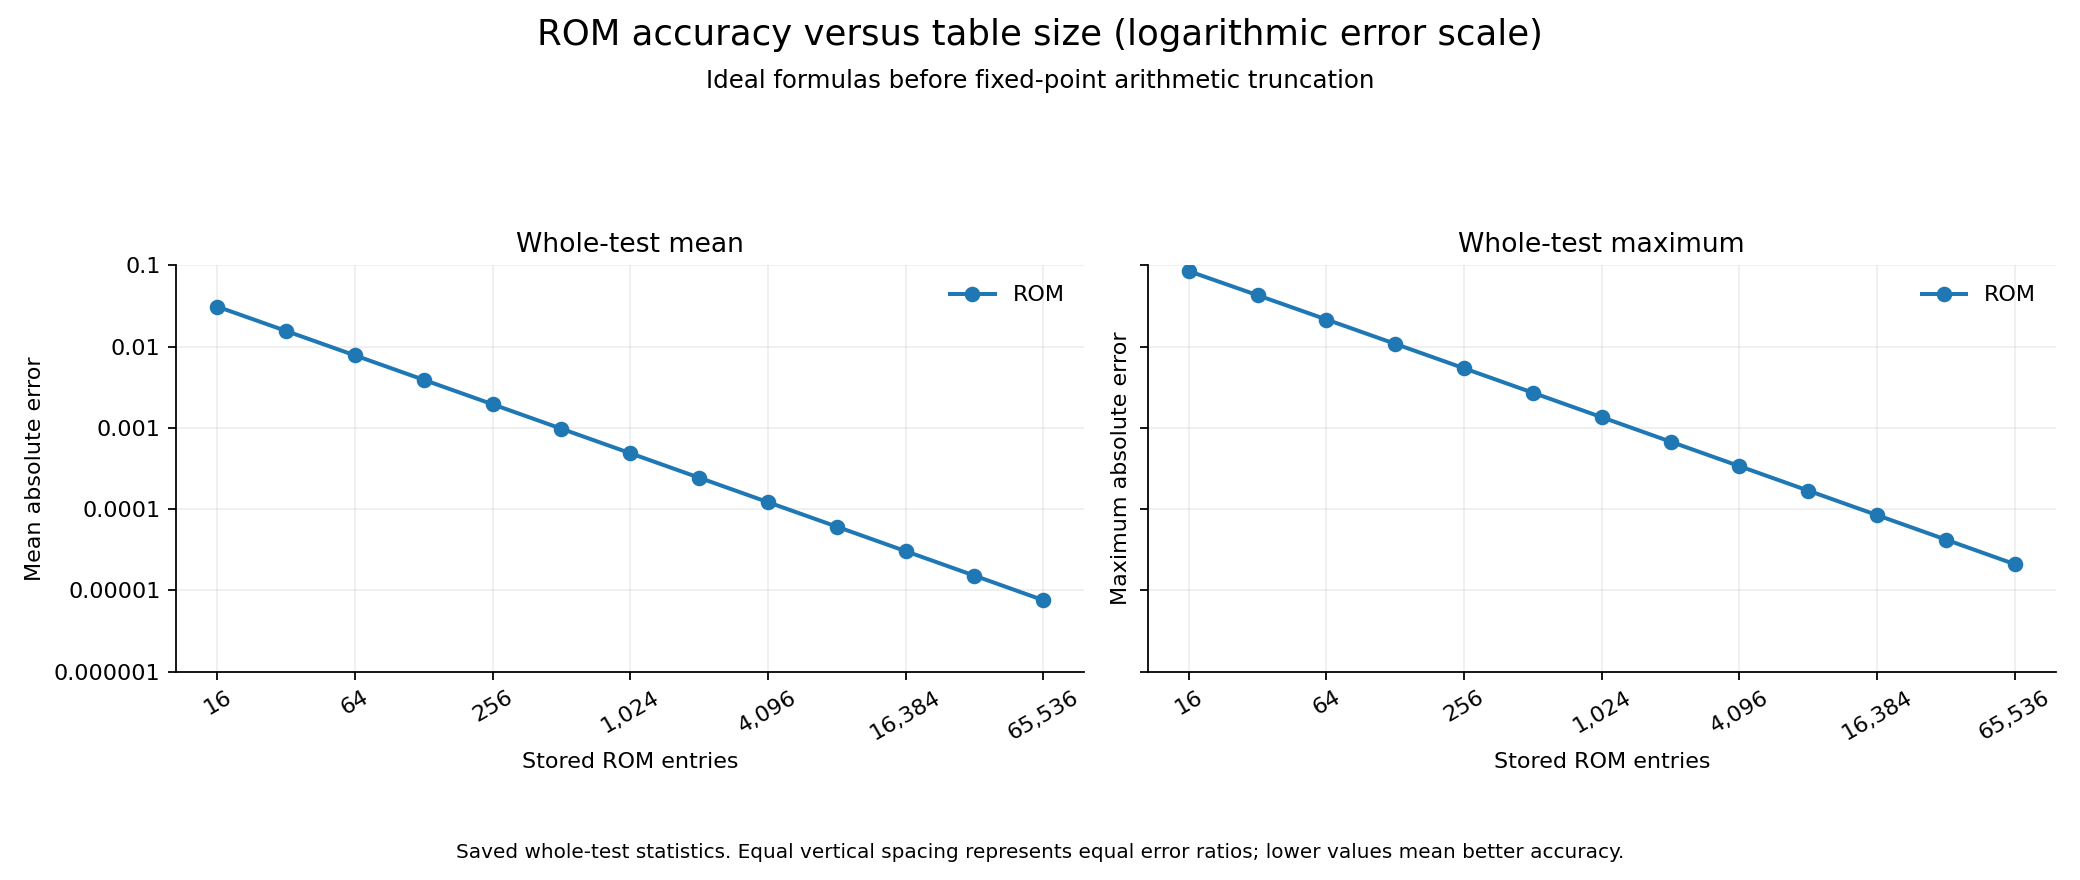 ROM accuracy versus table size (logarithmic error scale)
Ideal formulas before fixed-point arithmetic truncation
Whole-test mean
ROM
Mean absolute error
0.1
0.01
0.001
0.0001
0.00001
0.000001
16
64
256
1,024
4,096
16,384
65,536
Stored ROM entries
Whole-test maximum
ROM
Maximum absolute error
16
64
256
1,024
4,096
16,384
65,536
Stored ROM entries
Saved whole-test statistics. Equal vertical spacing represents equal error ratios; lower values mean better accuracy.